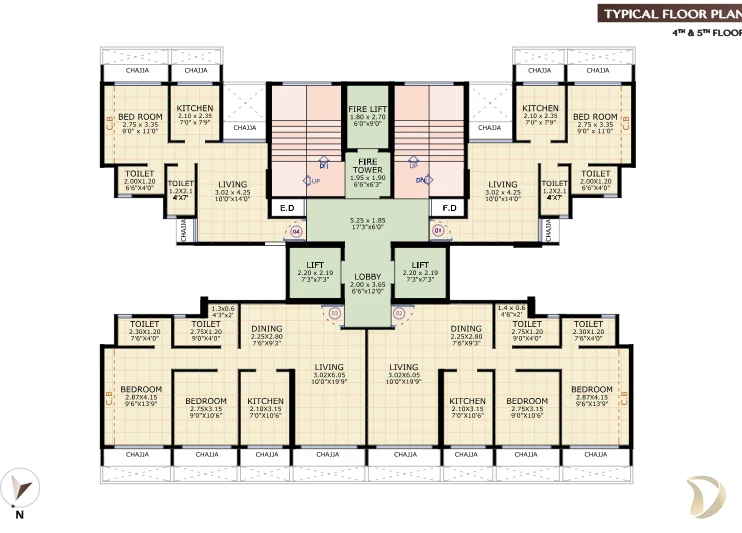 TYPICAL FLOOR PLAN
4TH & 5TH FLOOR
CHAJJA
CHAJJA
CHAJJA
CHAJJA
C.B
BED ROOM
2.75 x 3.35
9'0" x 11'0"
KITCHEN
2.10 x 2.35
7'0" x 7'9"
CHAJJA
FIRE LIFT
1.80 x 2.70
6'0"X9'0"
CHAJJA
KITCHEN
2.10 x 2.35
7'0" x 7'9"
BED ROOM
2.75 x 3.35
9'0" x 11'0"
C.B
TOILET
2.00X1.20
6'6"X4'0"
TOILET
1.2X2.1
4'X7'
LIVING
3.02 x 4.25
10'0"x14'0"
DN
UP
FIRE
TOWER
1.95 x 1.90
6'6"x6'3"
UP
DN
LIVING
3.02 x 4.25
10'0"x14'0"
TOILET
1.2X2.1
4'X7'
TOILET
2.00X1.20
6'6"X4'0"
E.D
F.D
CHAJJA
04
5.25 x 1.85
17'3"x6'0"
01
CHAJJA
LIFT
2.20 x 2.19
7'3"x7'3"
LOBBY
2.00 x 3.65
6'6"x12'0"
LIFT
2.20 x 2.19
7'3"x7'3"
1.3x0.6
4'3"x2'
03
02
1.4 x 0.6
4'6"x2'
TOILET
2.30X1.20
7'6"X4'0"
TOILET
2.75X1.20
9'0"X4'0"
DINING
2.25X2.80
7'6"X9'3"
DINING
2.25X2.80
7'6"X9'3"
TOILET
2.75X1.20
9'0"X4'0"
TOILET
2.30X1.20
7'6"X4'0"
C.B
BEDROOM
2.87X4.15
9'6"X13'9"
BEDROOM
2.75X3.15
9'0"X10'6"
KITCHEN
2.10X3.15
7'0"X10'6"
LIVING
3.02X6.05
10'0"X19'9"
LIVING
3.02X6.05
10'0"X19'9"
KITCHEN
2.10X3.15
7'0"X10'6"
BEDROOM
2.75X3.15
9'0"X10'6"
BEDROOM
2.87X4.15
9'6"X13'9"
C.B
CHAJJA
CHAJJA
CHAJJA
CHAJJA
CHAJJA
CHAJJA
CHAJJA
CHAJJA
N